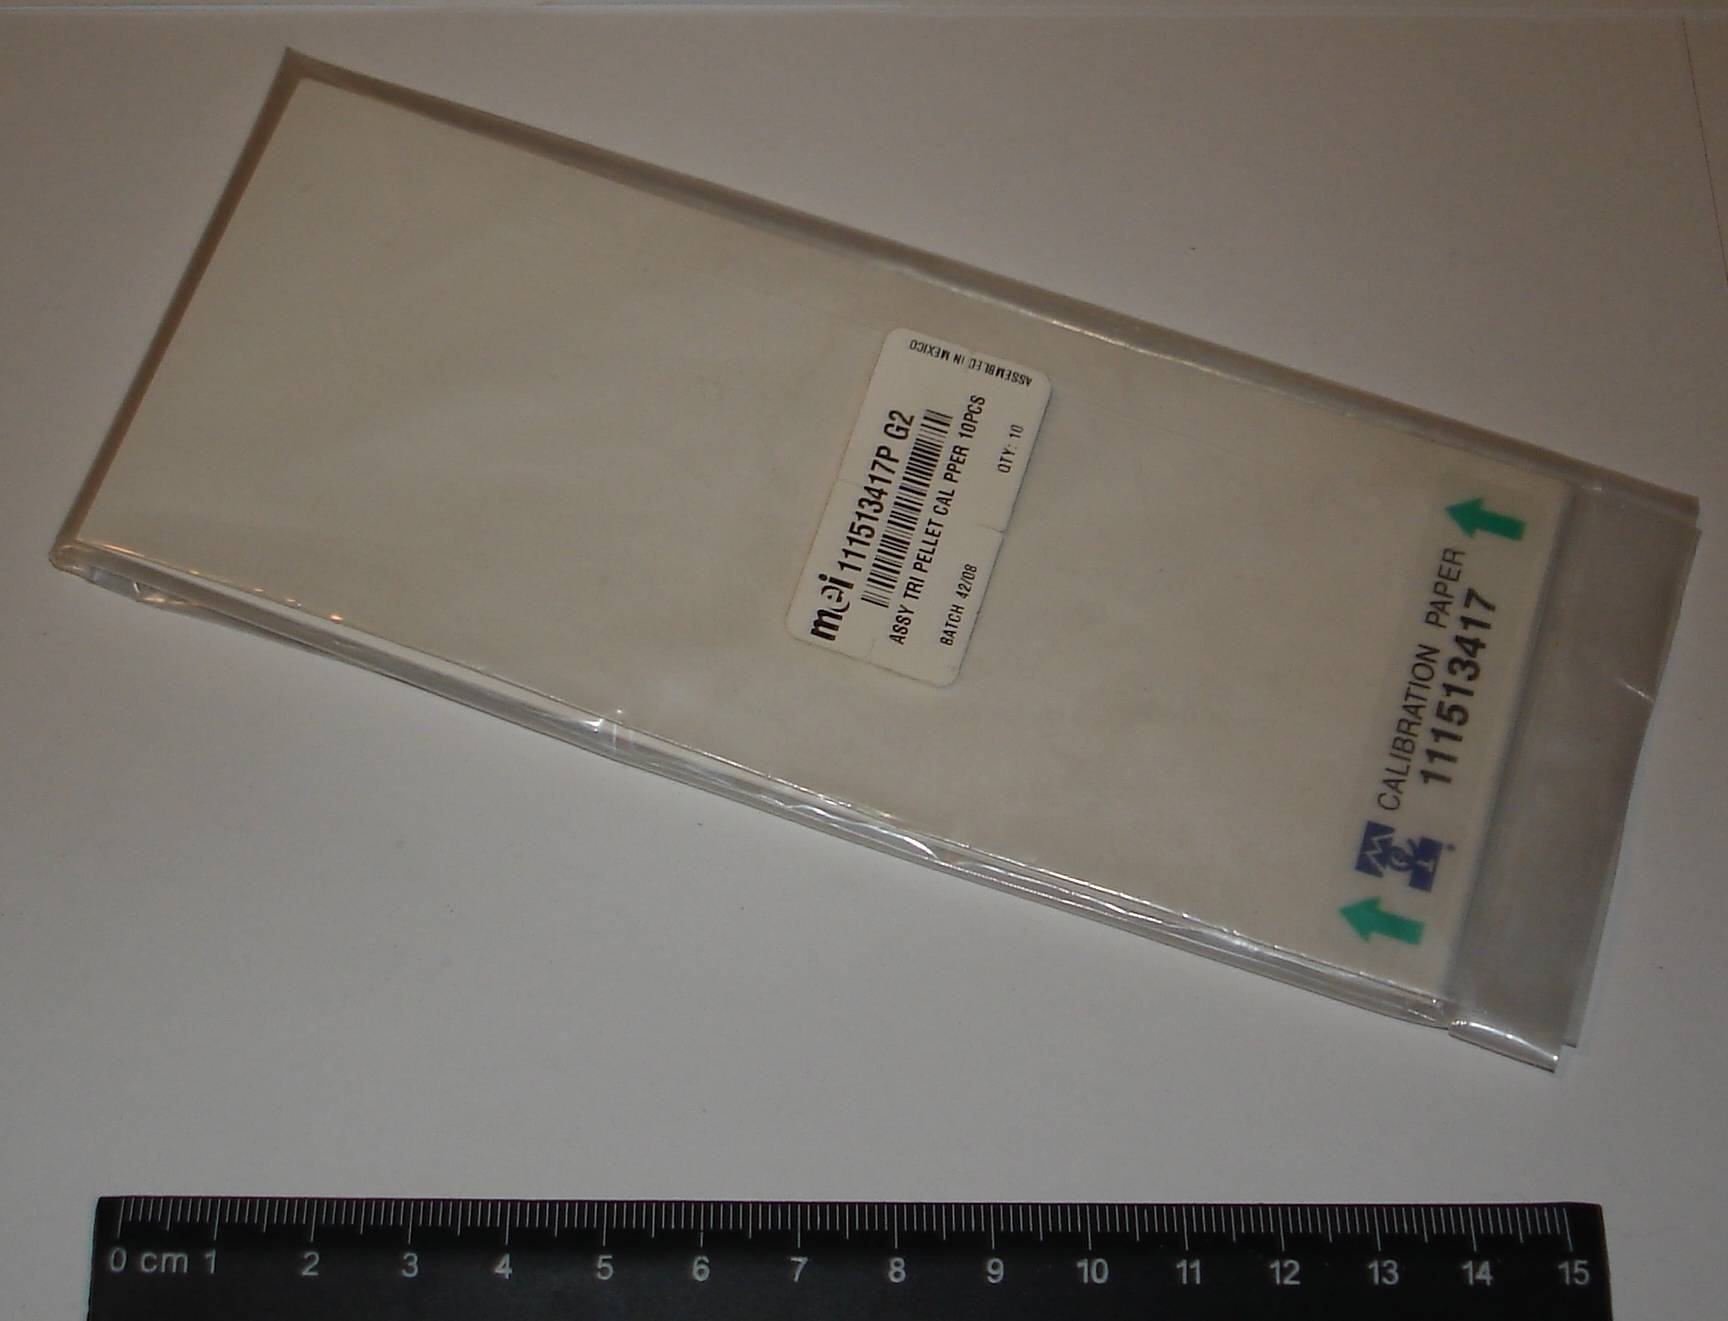 mei 111513417P G2
ASSY TRI PELLET CAL PPER 10PCS
BATCH 42/08 QTY: 10
ASSEMBLED IN MEXICO
MEI
CALIBRATION PAPER
111513417
0 cm 1 2 3 4 5 6 7 8 9 10 11 12 13 14 15